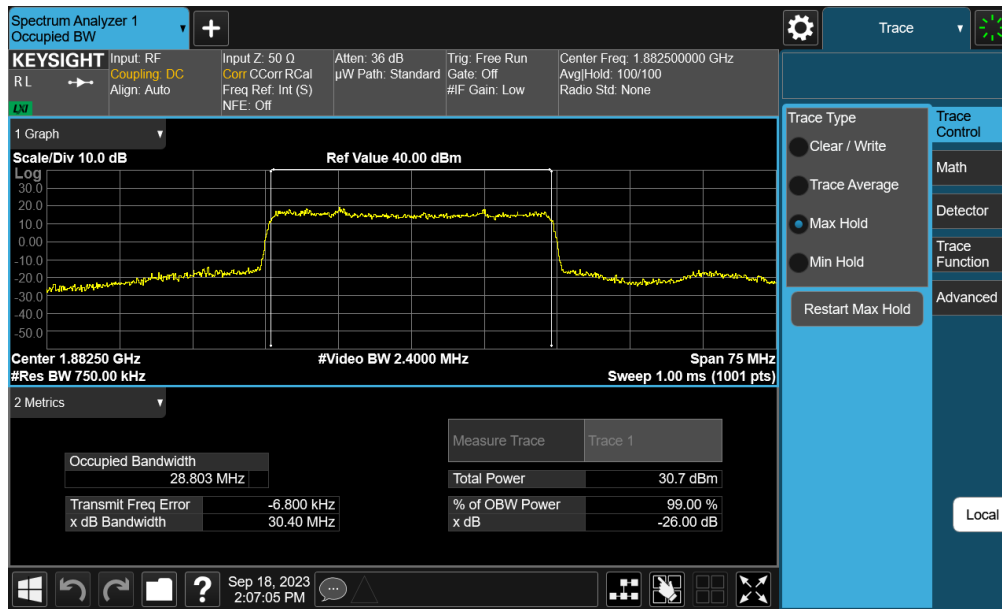 Spectrum Analyzer 1
Occupied BW
Trace
KEYSIGHT
R L
LXI
Input: RF
Coupling: DC
Align: Auto
Input Z: 50 Ω
Corr CCorr RCal
Freq Ref: Int (S)
NFE: Off
Atten: 36 dB
µW Path: Standard
Trig: Free Run
Gate: Off
#IF Gain: Low
Center Freq: 1.882500000 GHz
Avg|Hold: 100/100
Radio Std: None
1 Graph
Scale/Div 10.0 dB
Ref Value 40.00 dBm
Log
30.0
20.0
10.0
0.00
-10.0
-20.0
-30.0
-40.0
-50.0
Center 1.88250 GHz
#Video BW 2.4000 MHz
Span 75 MHz
#Res BW 750.00 kHz
Sweep 1.00 ms (1001 pts)
2 Metrics
Measure Trace Trace 1
Occupied Bandwidth
28.803 MHz
Total Power 30.7 dBm
Transmit Freq Error -6.800 kHz
% of OBW Power 99.00 %
x dB Bandwidth 30.40 MHz
x dB -26.00 dB
Trace Type
Clear / Write
Trace Average
Max Hold
Min Hold
Restart Max Hold
Trace
Control
Math
Detector
Trace
Function
Advanced
Local
?
Sep 18, 2023
2:07:05 PM